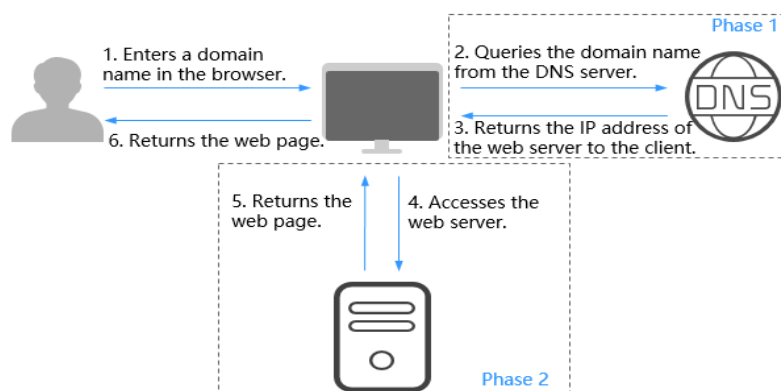 Phase 1
1. Enters a domain
name in the browser.
2. Queries the domain name
from the DNS server.
DNS
6. Returns the web page.
3. Returns the IP address of
the web server to the client.
5. Returns the
web page.
4. Accesses the
web server.
Phase 2